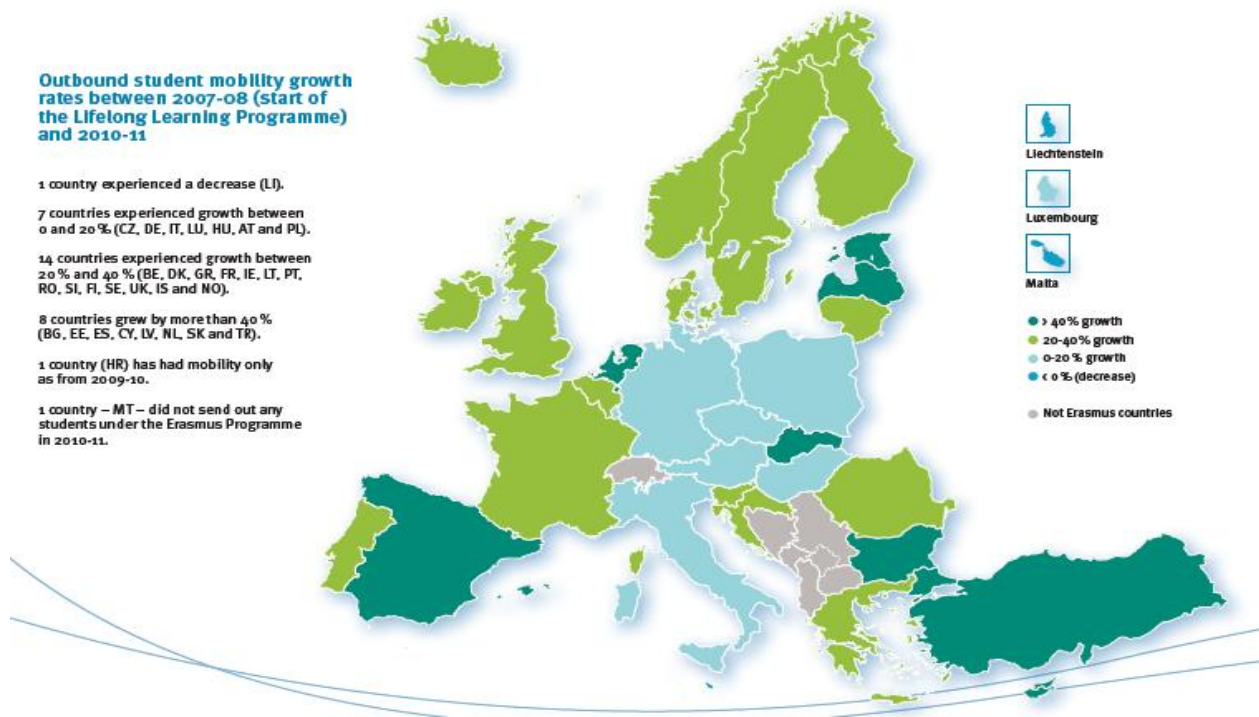 Outbound student mobility growth
rates between 2007-08 (start of
the Lifelong Learning Programme)
and 2010-11
1 country experienced a decrease (LI).
7 countries experienced growth between
0 and 20 % (CZ, DE, IT, LU, HU, AT and PL).
14 countries experienced growth between
20 % and 40 % (BE, DK, GR, FR, IE, LT, PT,
RO, SI, FI, SE, UK, IS and NO).
8 countries grew by more than 40 %
(BG, EE, ES, CY, LV, NL, SK and TR).
1 country (HR) has had mobility only
as from 2009-10.
1 country – MT – did not send out any
students under the Erasmus Programme
in 2010-11.
Liechtenstein
Luxembourg
Malta
> 40% growth
20-40% growth
0-20 % growth
< 0 % (decrease)
Not Erasmus countries